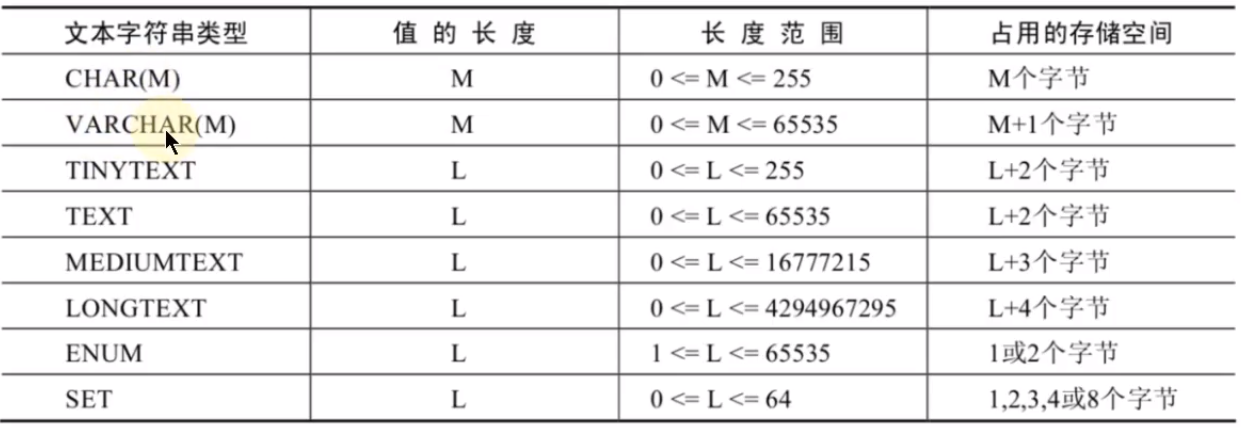 文本字符串类型 值的长度 长度范围 占用的存储空间
CHAR(M) M 0 <= M <= 255 M个字节
VARCHAR(M) M 0 <= M <= 65535 M+1个字节
TINYTEXT L 0 <= L <= 255 L+2个字节
TEXT L 0 <= L <= 65535 L+2个字节
MEDIUMTEXT L 0 <= L <= 16777215 L+3个字节
LONGTEXT L 0 <= L <= 4294967295 L+4个字节
ENUM L 1 <= L <= 65535 1或2个字节
SET L 0 <= L <= 64 1,2,3,4或8个字节